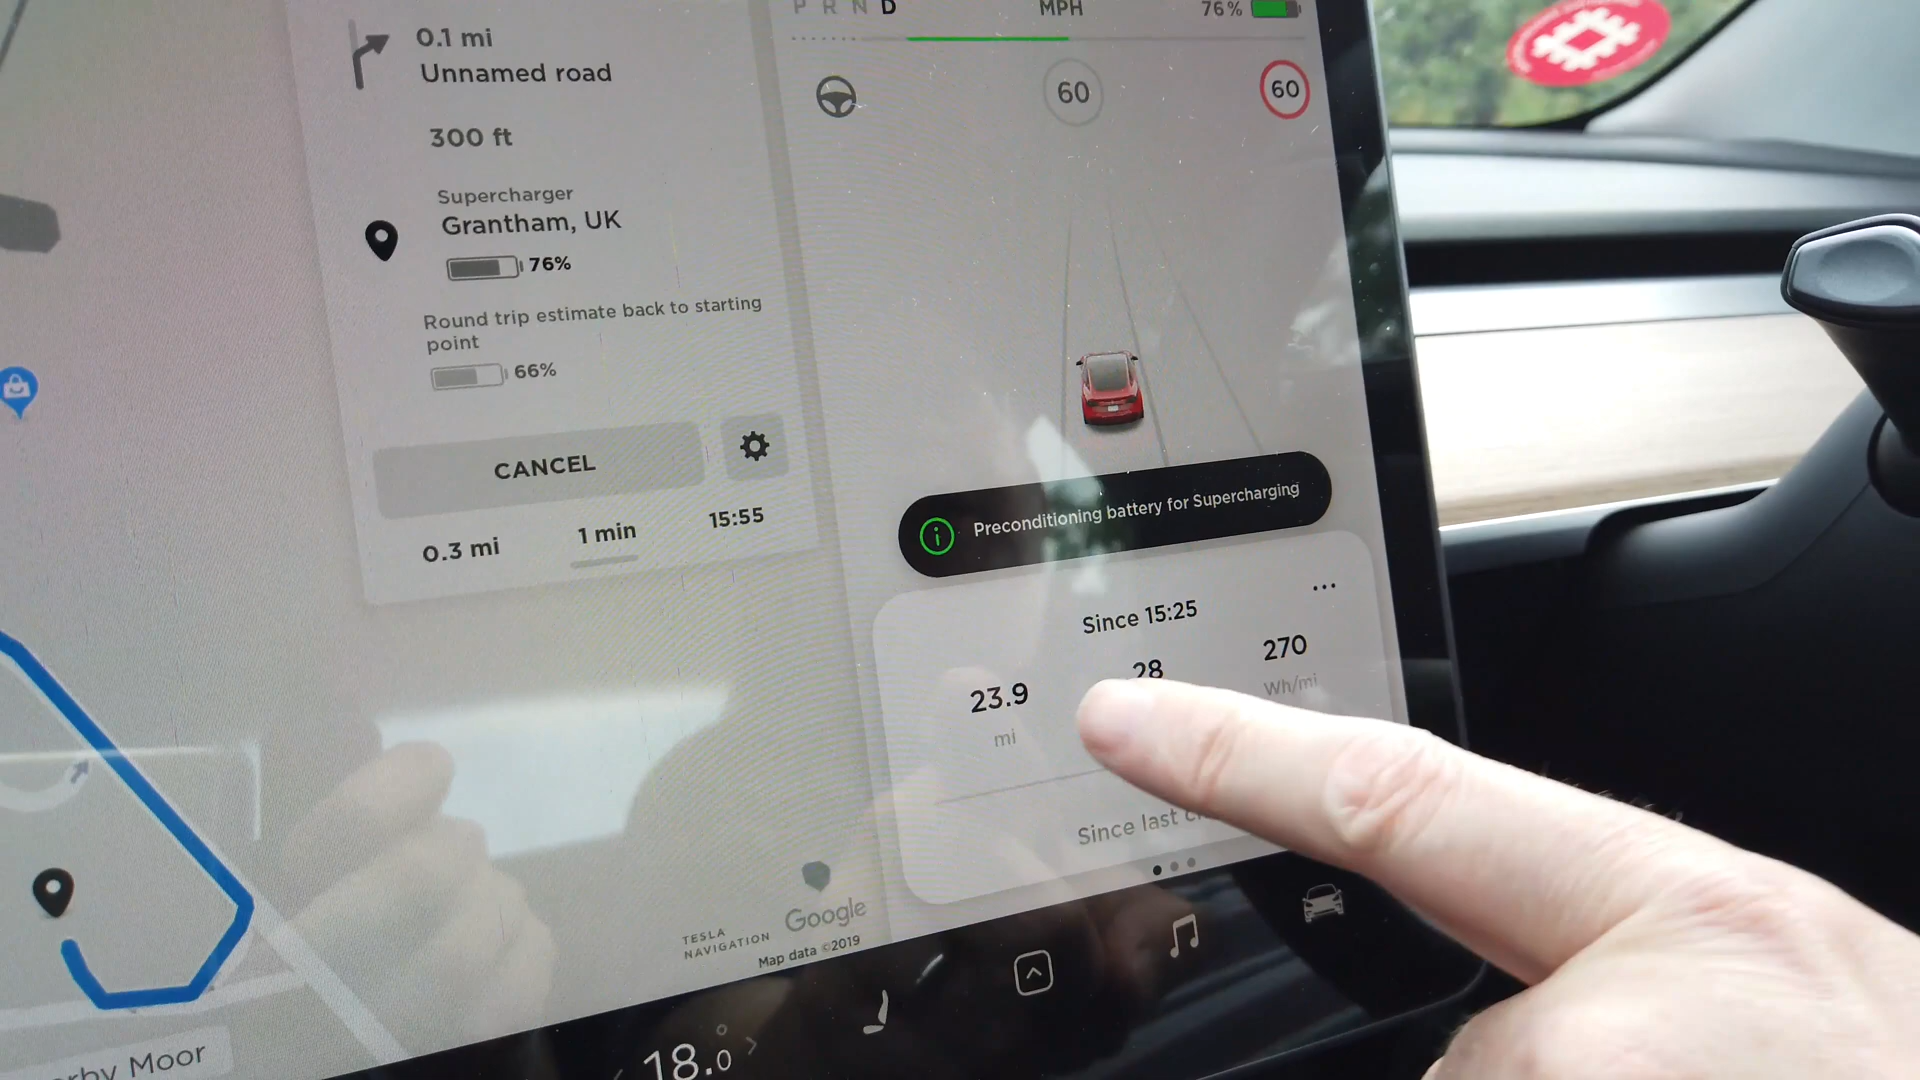 0.1 mi
Unnamed road
300 ft
Supercharger
Grantham, UK
76%
Round trip estimate back to starting
point
66%
CANCEL
0.3 mi 1 min 15:55
P R N D MPH 76%
60 60
Preconditioning battery for Supercharging
Since 15:25
23.9 28 270
mi Wh/mi
Since last
Google
TESLA
NAVIGATION
Map data ©2019
Moor
18.0